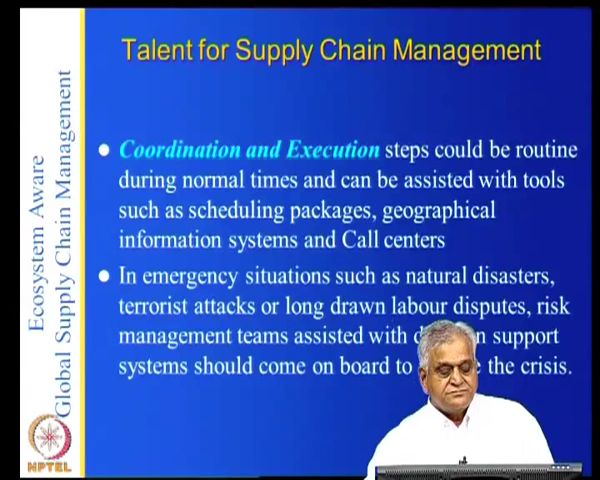 Talent for Supply Chain Management
Coordination and Execution steps could be routine
during normal times and can be assisted with tools
such as scheduling packages, geographical
information systems and Call centers
In emergency situations such as natural disasters,
terrorist attacks or long drawn labour disputes, risk
management teams assisted with support
systems should come on board to the crisis.
Ecosystem Aware
Global Supply Chain Management
NPTEL